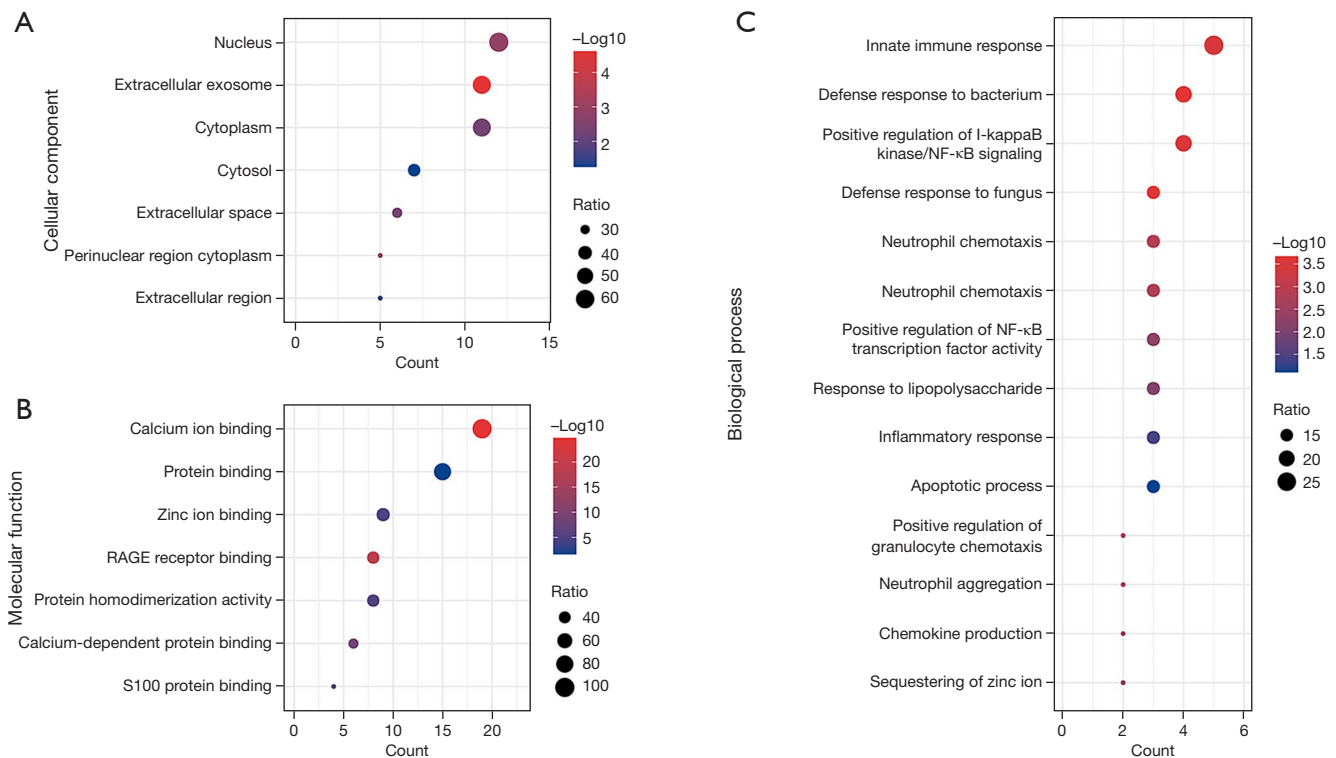 A
Cellular component
Nucleus
Extracellular exosome
Cytoplasm
Cytosol
Extracellular space
Perinuclear region cytoplasm
Extracellular region
0 5 10 15
Count
–Log10
4
3
2
Ratio
30
40
50
60
B
Molecular function
Calcium ion binding
Protein binding
Zinc ion binding
RAGE receptor binding
Protein homodimerization activity
Calcium-dependent protein binding
S100 protein binding
0 5 10 15 20
Count
–Log10
20
15
10
5
Ratio
40
60
80
100
C
Biological process
Innate immune response
Defense response to bacterium
Positive regulation of I-kappaB
kinase/NF-κB signaling
Defense response to fungus
Neutrophil chemotaxis
Neutrophil chemotaxis
Positive regulation of NF-κB
transcription factor activity
Response to lipopolysaccharide
Inflammatory response
Apoptotic process
Positive regulation of
granulocyte chemotaxis
Neutrophil aggregation
Chemokine production
Sequestering of zinc ion
0 2 4 6
Count
–Log10
3.5
3.0
2.5
2.0
1.5
Ratio
15
20
25